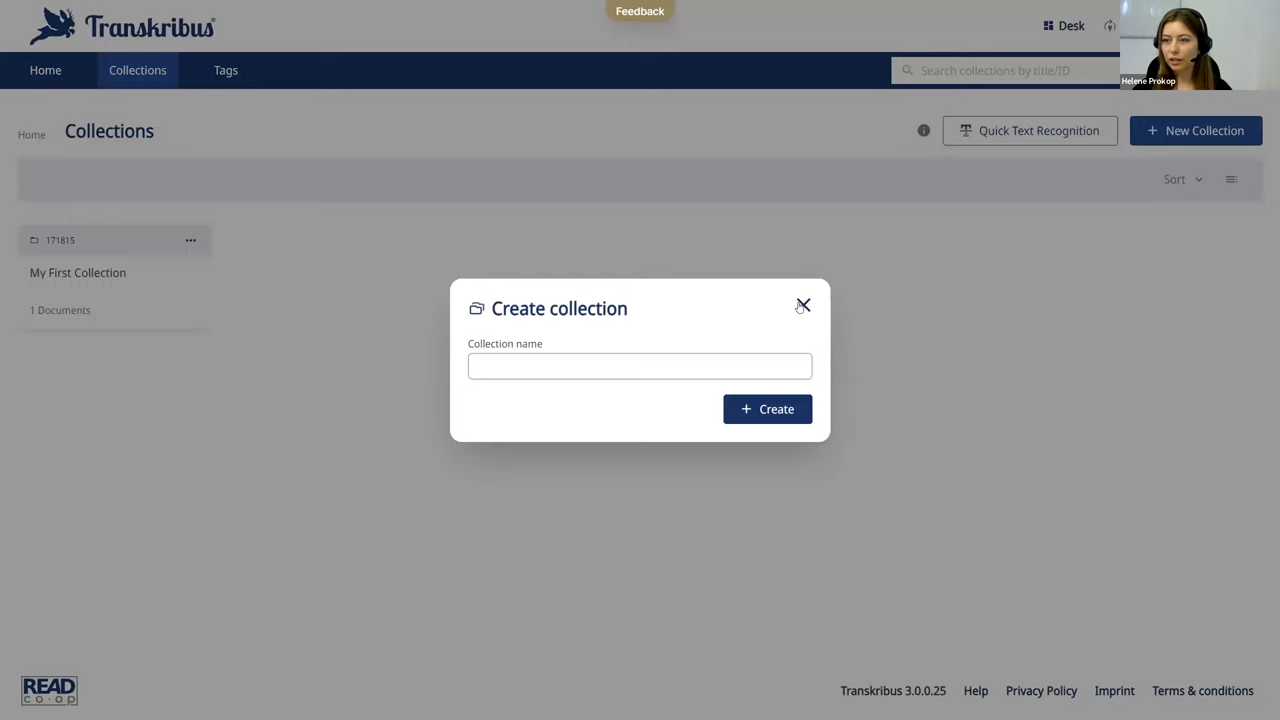 Transkribus®
Feedback
Desk
Helene Prokop
Home
Collections
Tags
Search collections by title/ID
Home
Collections
Quick Text Recognition
+ New Collection
Sort
171815
...
My First Collection
1 Documents
Create collection
Collection name
+ Create
READ
co·op
Transkribus 3.0.0.25
Help
Privacy Policy
Imprint
Terms & conditions